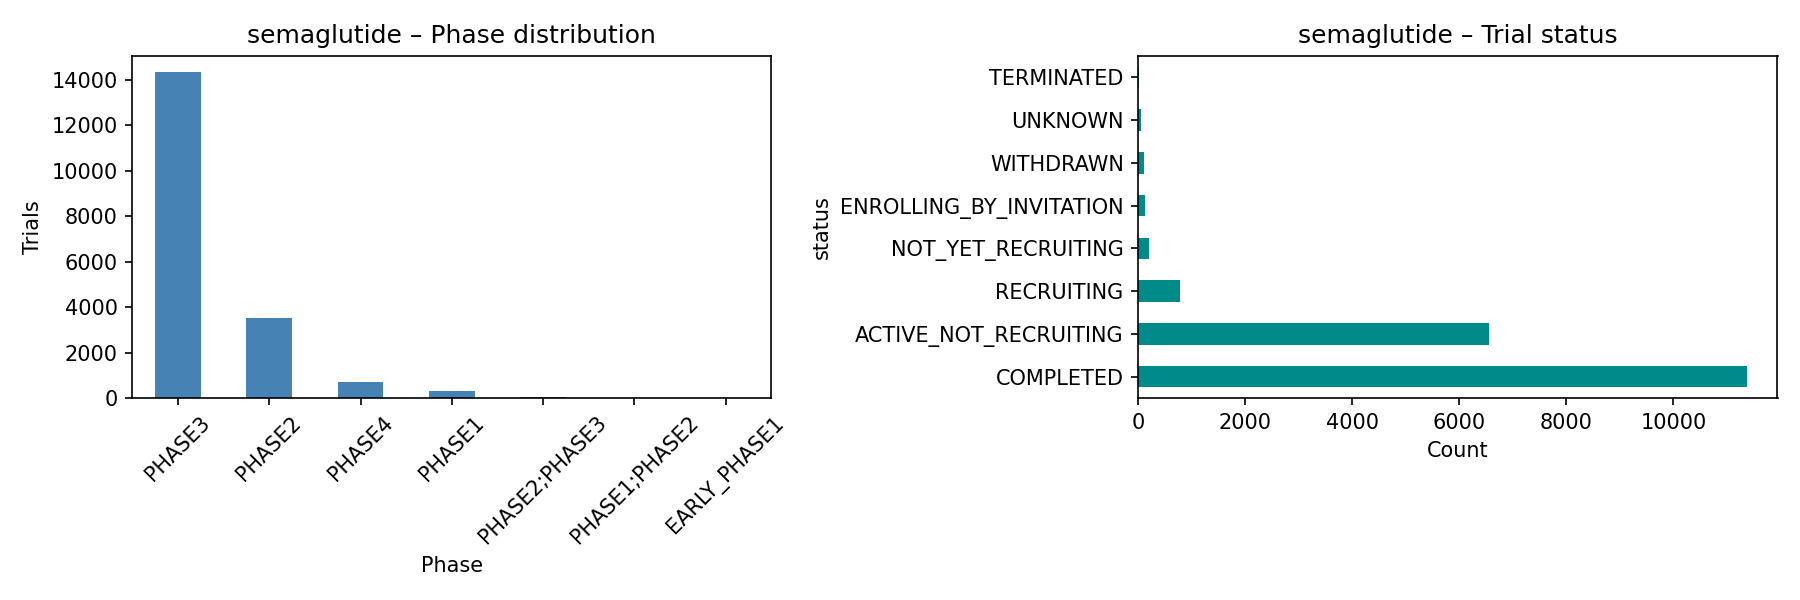 semaglutide – Phase distribution
14000
12000
10000
8000
6000
4000
2000
0
Trials
PHASE3
PHASE2
PHASE4
PHASE1
PHASE2;PHASE3
PHASE1;PHASE2
EARLY_PHASE1
Phase
semaglutide – Trial status
status
TERMINATED
UNKNOWN
WITHDRAWN
ENROLLING_BY_INVITATION
NOT_YET_RECRUITING
RECRUITING
ACTIVE_NOT_RECRUITING
COMPLETED
0 2000 4000 6000 8000 10000
Count